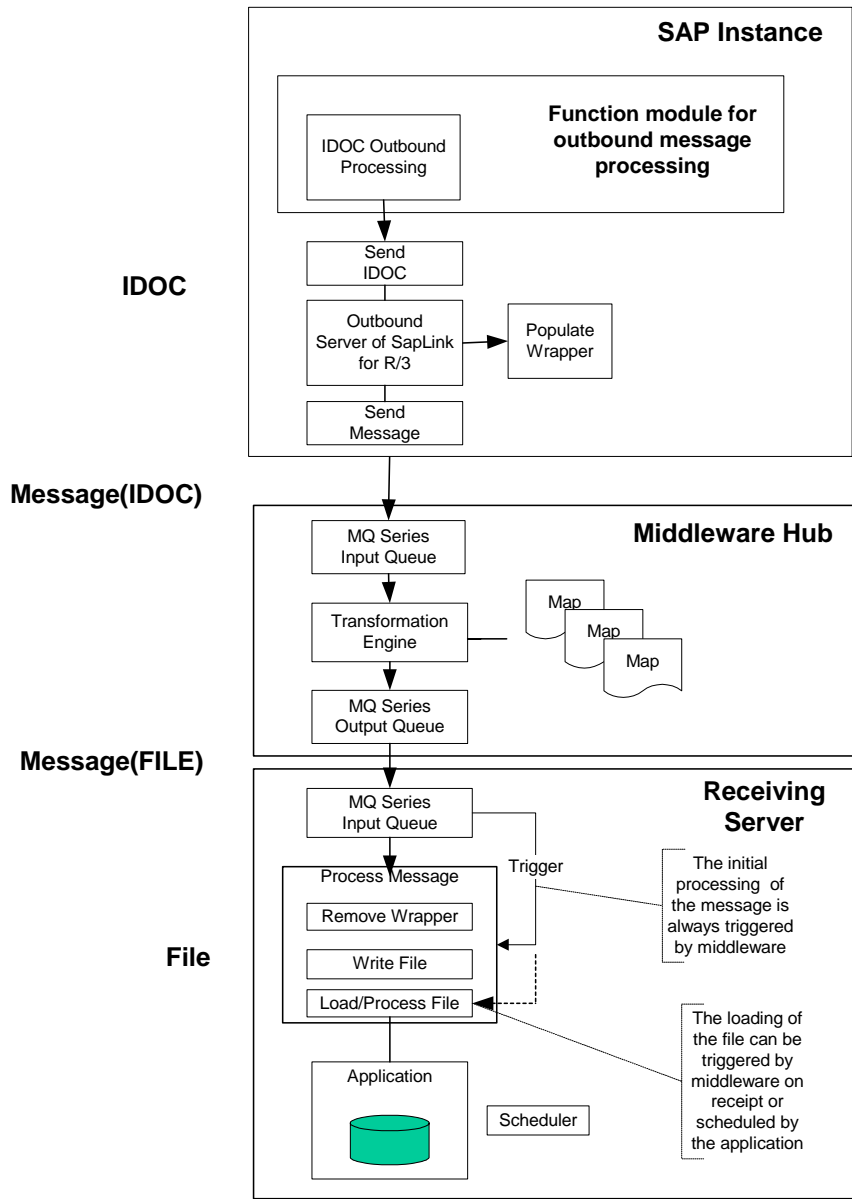 SAP Instance
Function module for
outbound message
processing
IDOC Outbound
Processing
Send
IDOC
IDOC
Outbound
Server of SapLink
for R/3
Populate
Wrapper
Send
Message
Message(IDOC)
Middleware Hub
MQ Series
Input Queue
Transformation
Engine
Map
Map
Map
MQ Series
Output Queue
Message(FILE)
Receiving
Server
MQ Series
Input Queue
Trigger
The initial
processing of
the message is
always triggered
by middleware
Process Message
Remove Wrapper
File
Write File
Load/Process File
The loading of
the file can be
triggered by
middleware on
receipt or
scheduled by
the application
Application
Scheduler